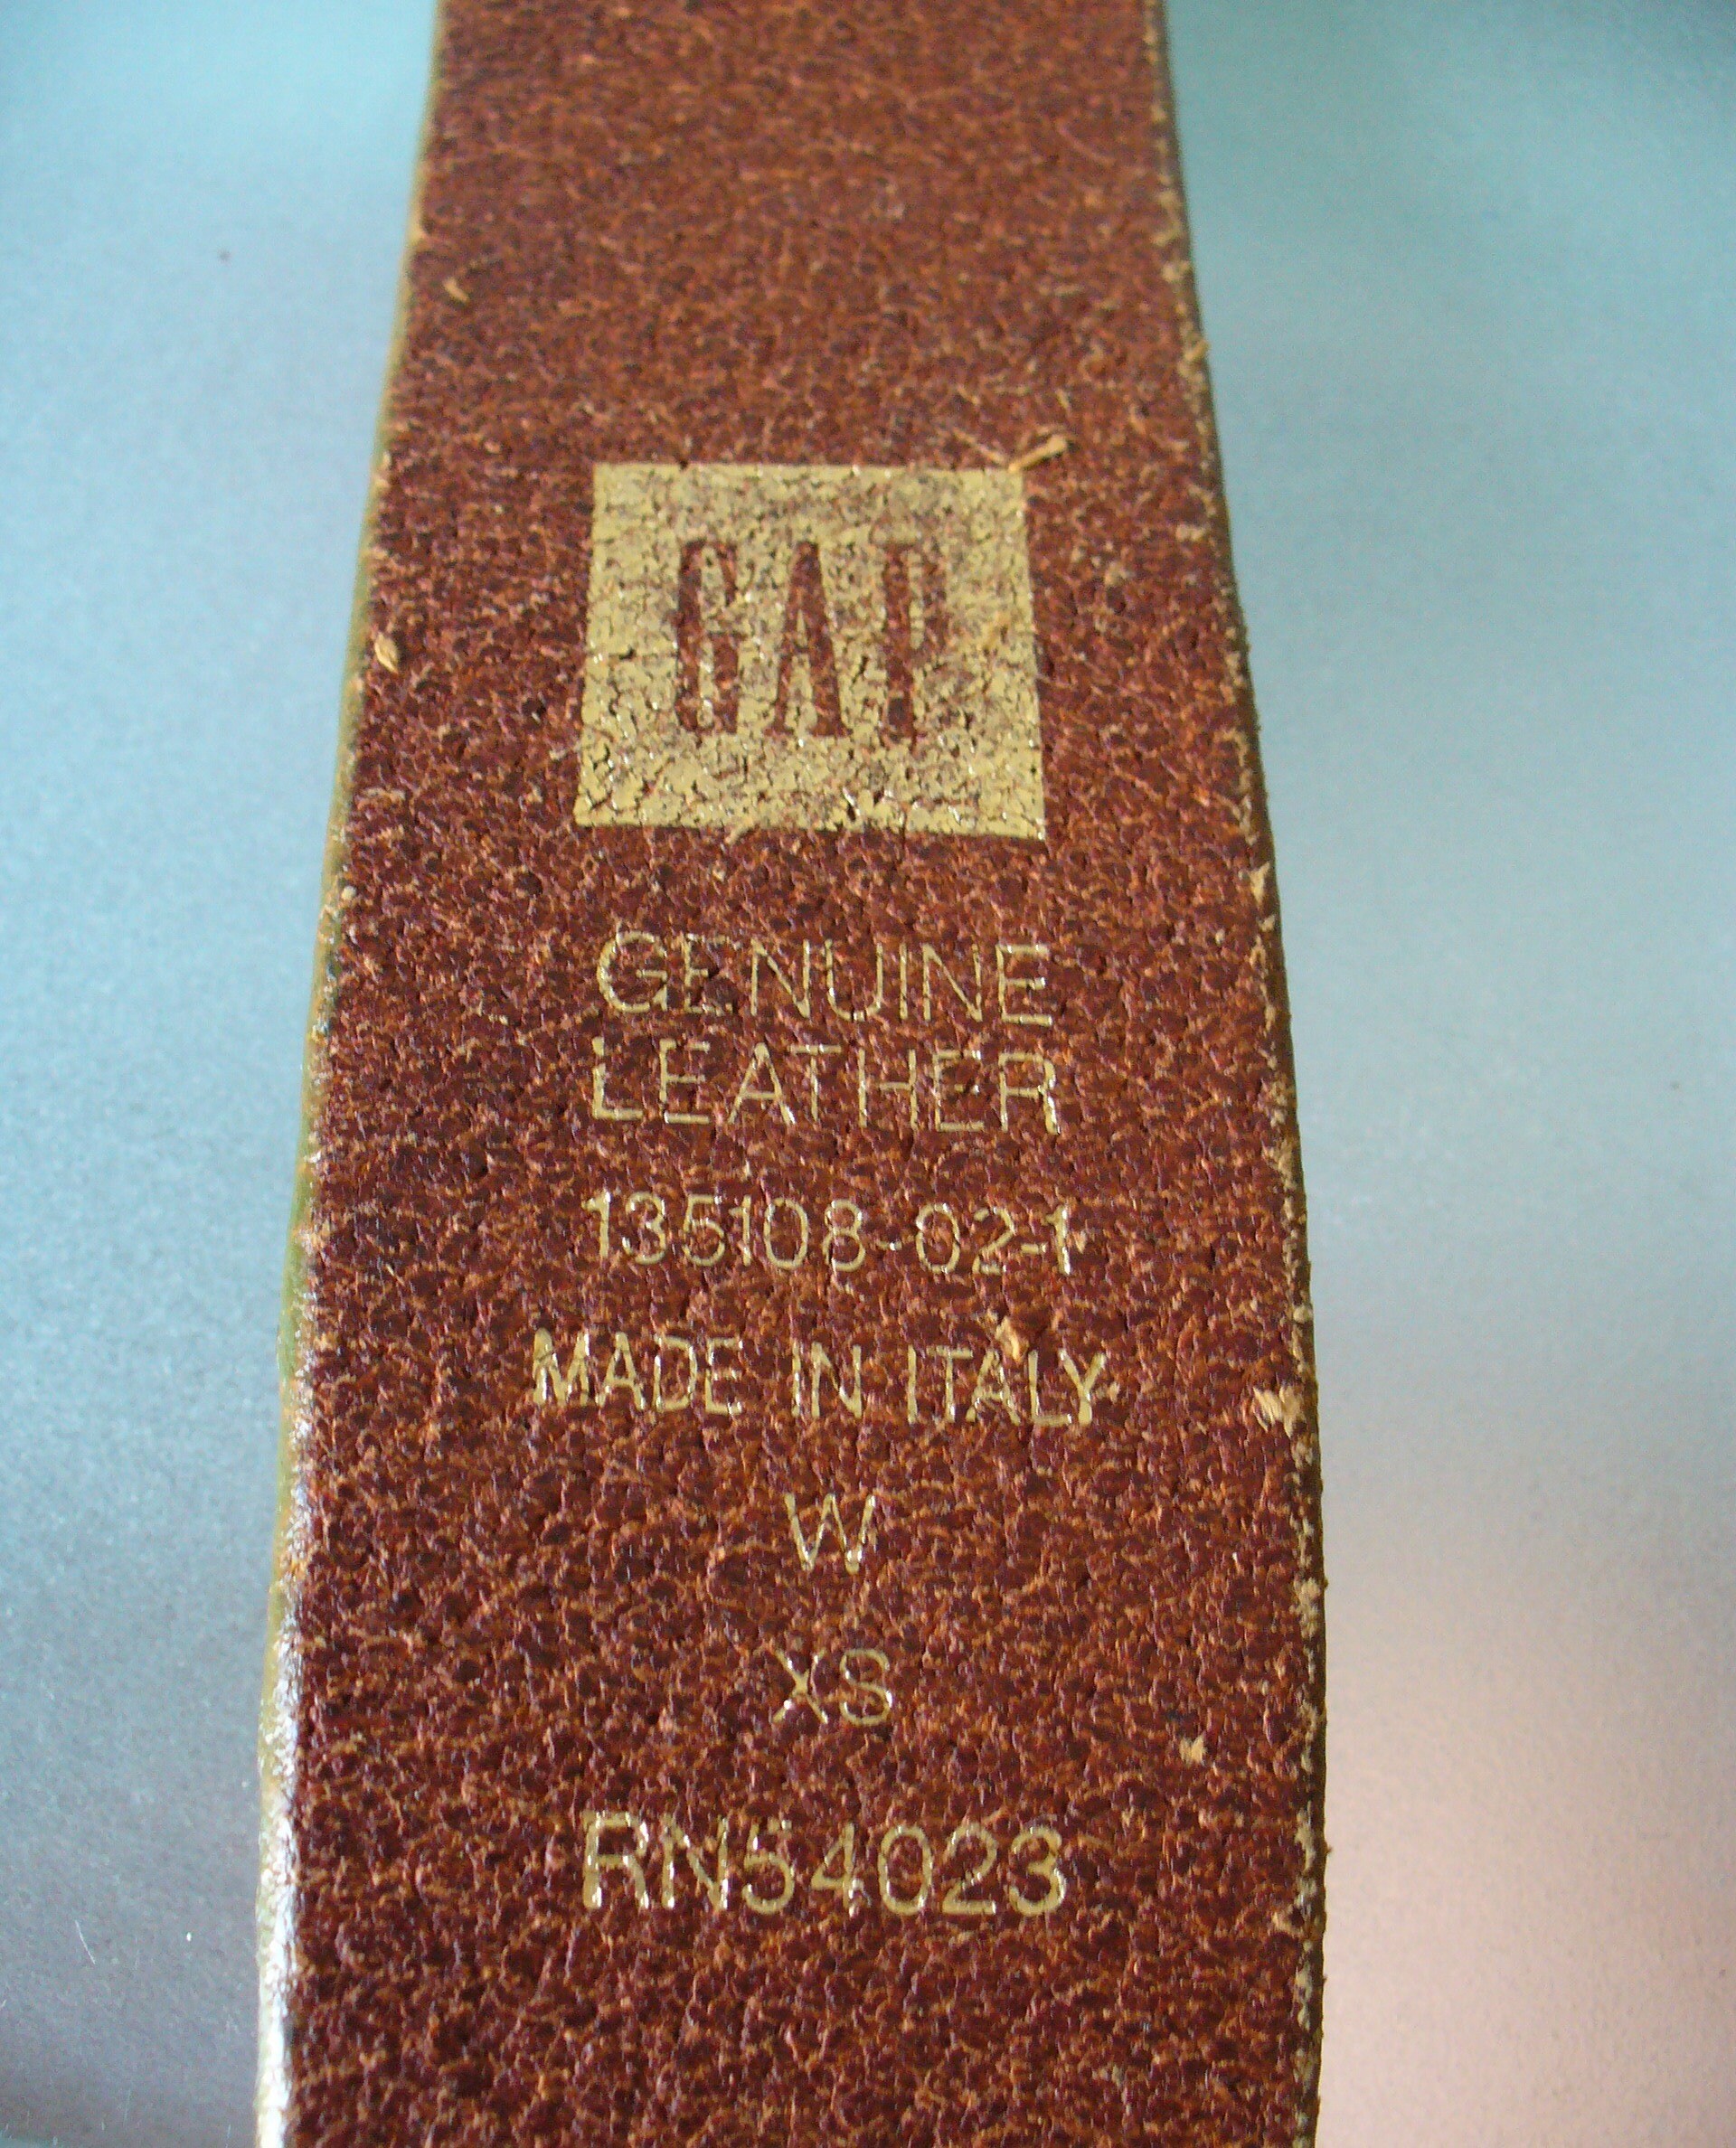 GAP
GENUINE
LEATHER
135108-02-1
MADE IN ITALY
W
XS
RN54023